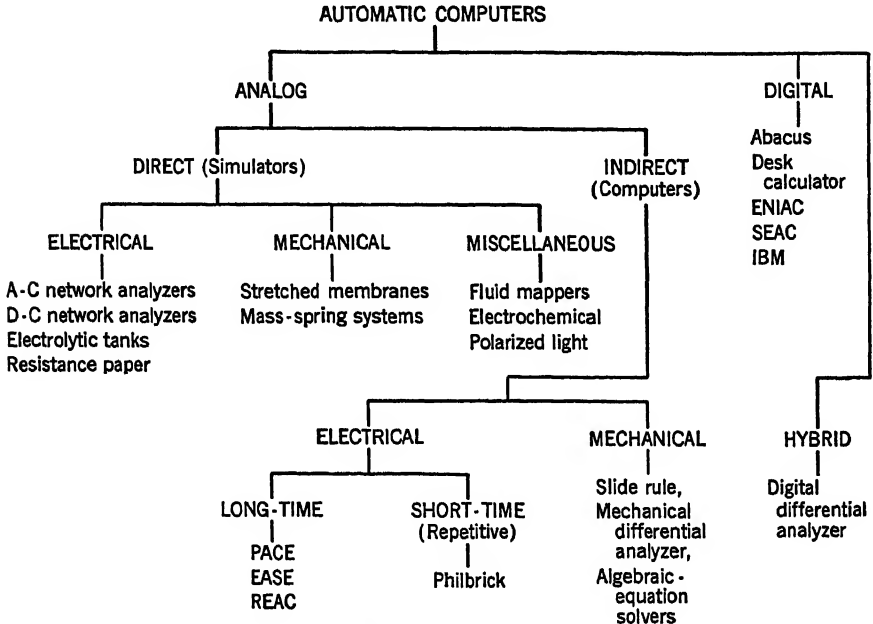 AUTOMATIC COMPUTERS
ANALOG
DIGITAL
Abacus
Desk
calculator
ENIAC
SEAC
IBM
DIRECT (Simulators)
INDIRECT
(Computers)
ELECTRICAL
A-C network analyzers
D-C network analyzers
Electrolytic tanks
Resistance paper
MECHANICAL
Stretched membranes
Mass-spring systems
MISCELLANEOUS
Fluid mappers
Electrochemical
Polarized light
ELECTRICAL
LONG-TIME
PACE
EASE
REAC
SHORT-TIME
(Repetitive)
Philbrick
MECHANICAL
Slide rule,
Mechanical
differential
analyzer,
Algebraic-
equation
solvers
HYBRID
Digital
differential
analyzer